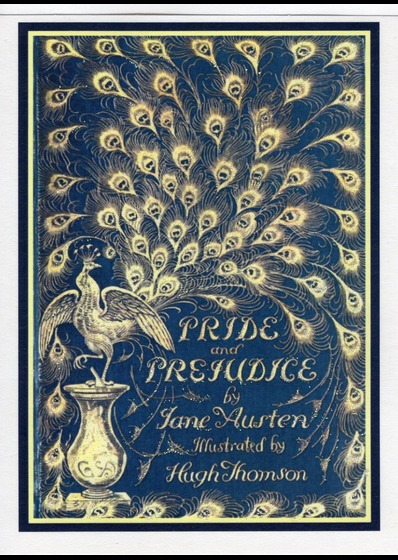 PRIDE
and
PREJUDICE
by
Jane Austen
Illustrated by
Hugh Thomson